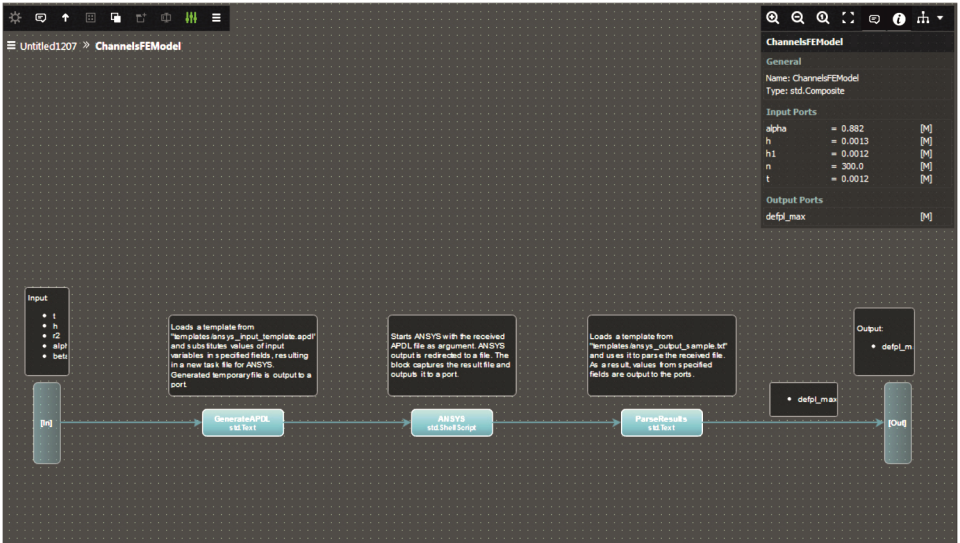 Untitled1207 » ChannelsFEModel
ChannelsFEModel
General
Name: ChannelsFEModel
Type: std.Composite
Input Ports
alpha = 0.882 [M]
h = 0.0013 [M]
h1 = 0.0012 [M]
n = 300.0 [M]
t = 0.0012 [M]
Output Ports
defpl_max [M]
Input
• t
• h
• r2
• alph
• beta
Loads a template from
"templates/ansys_input_template.apdl"
and substitutes values of input
variables in specified fields, resulting
in a new task file for ANSYS.
Generated temporary file is output to a
port.
Starts ANSYS with the received
APDL file as argument. ANSYS
output is redirected to a file. The
block captures the result file and
outputs it to a port.
Loads a template from
"templates/ansys_output_sample.txt"
and uses it to parse the received file.
As a result, values from specified
fields are output to the ports.
Output:
• defpl_m
• defpl_max
[In]
GenerateAPDL
std.Text
ANSYS
std.ShellScript
ParseResults
std.Text
[Out]